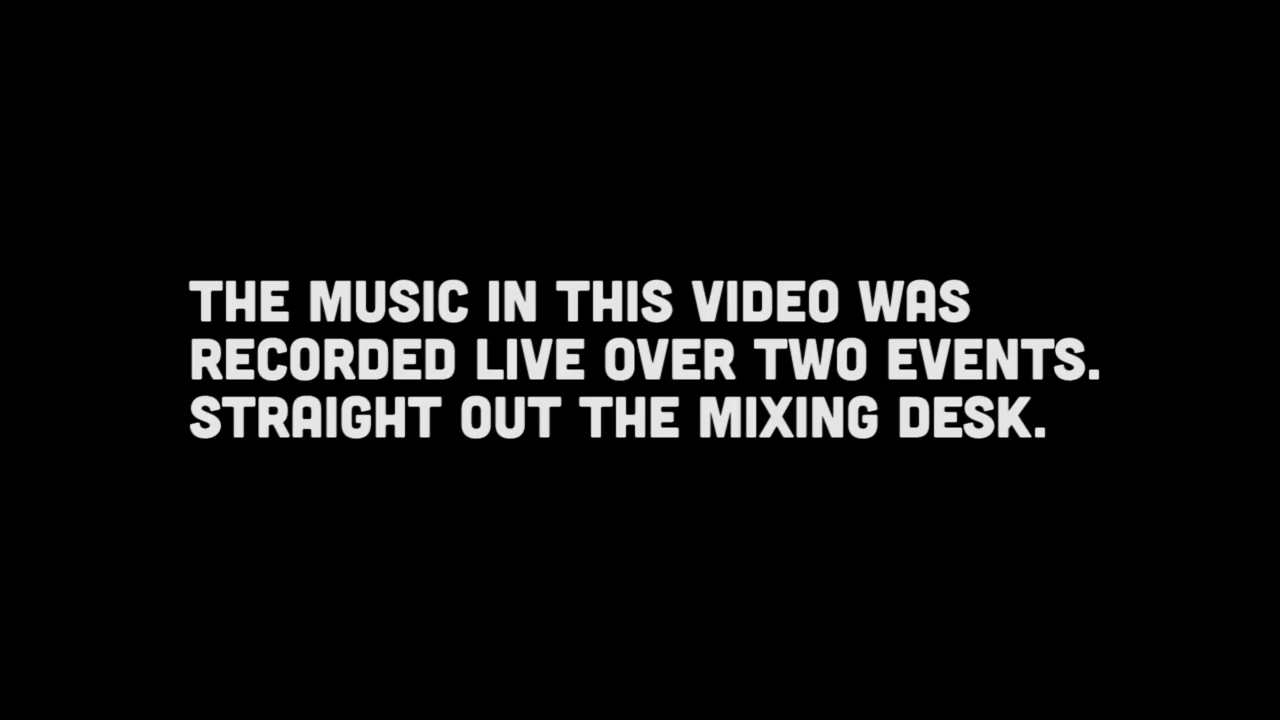 THE MUSIC IN THIS VIDEO WAS
RECORDED LIVE OVER TWO EVENTS.
STRAIGHT OUT THE MIXING DESK.